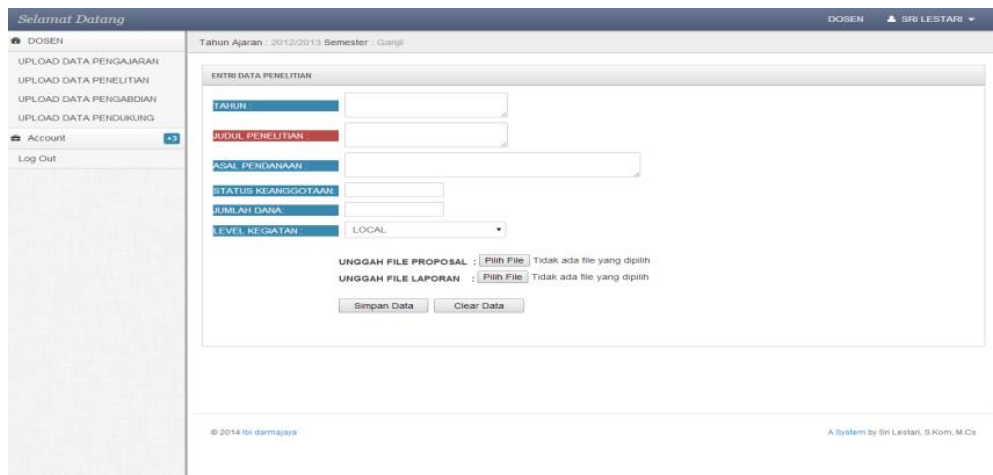 Selamat Datang
DOSEN SRI LESTARI
DOSEN
UPLOAD DATA PENGAJARAN
UPLOAD DATA PENELITIAN
UPLOAD DATA PENGABDIAN
UPLOAD DATA PENDUKUNG
Account +3
Log Out
Tahun Ajaran : 2012/2013 Semester : Ganjil
ENTRI DATA PENELITIAN
TAHUN :
JUDUL PENELITIAN :
ASAL PENDANAAN :
STATUS KEANGGOTAAN:
JUMLAH DANA:
LEVEL KEGIATAN : LOCAL
UNGGAH FILE PROPOSAL : Pilih File Tidak ada file yang dipilih
UNGGAH FILE LAPORAN : Pilih File Tidak ada file yang dipilih
Simpan Data Clear Data
© 2014 Ibi darmajaya A System by Sri Lestari, S.Kom, M.Cs